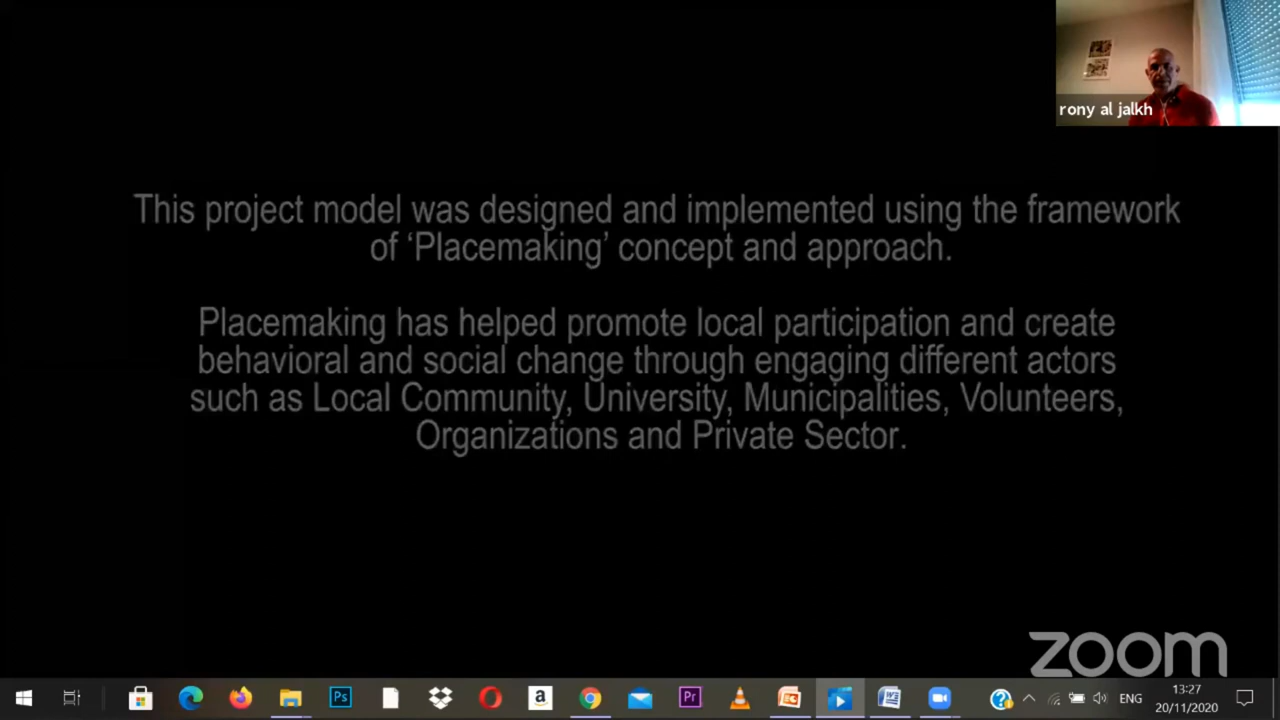 rony al jalkh
This project model was designed and implemented using the framework
of ‘Placemaking’ concept and approach.
Placemaking has helped promote local participation and create
behavioral and social change through engaging different actors
such as Local Community, University, Municipalities, Volunteers,
Organizations and Private Sector.
zoom
Ps
a
Pr
ENG
13:27
20/11/2020